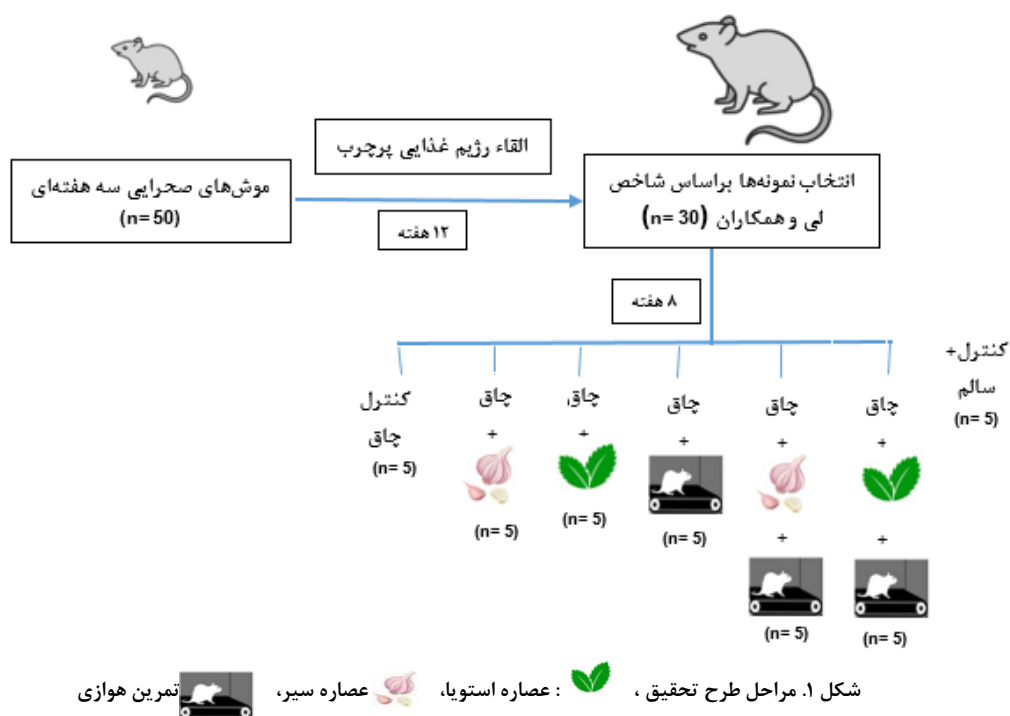 القاء رژیم غذایی پرچرب
موش‌های صحرایی سه هفته‌ای
(n= 50)
۱۲ هفته
انتخاب نمونه‌ها براساس شاخص
لی و همکاران (n= 30)
۸ هفته
کنترل+
سالم
(n= 5)
چاق
+
+
(n= 5)
چاق
+
+
(n= 5)
چاق
+
(n= 5)
چاق
+
(n= 5)
چاق
+
(n= 5)
کنترل
چاق
(n= 5)
شکل ۱. مراحل طرح تحقیق ، : عصاره استویا، عصاره سیر، تمرین هوازی